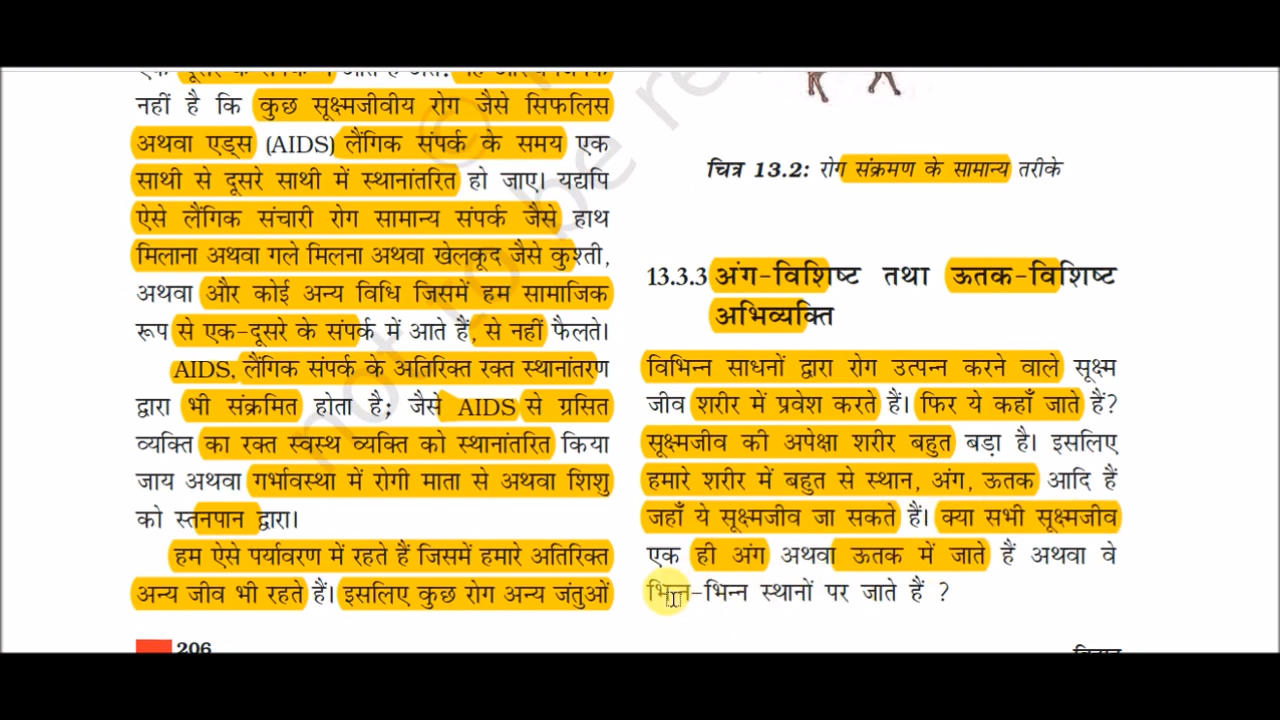 नहीं है कि कुछ सूक्ष्मजीवीय रोग जैसे सिफलिस
अथवा एड्स (AIDS) लैंगिक संपर्क के समय एक
साथी से दूसरे साथी में स्थानांतरित हो जाए। यद्यपि
ऐसे लैंगिक संचारी रोग सामान्य संपर्क जैसे हाथ
मिलाना अथवा गले मिलना अथवा खेलकूद जैसे कुश्ती,
अथवा और कोई अन्य विधि जिसमें हम सामाजिक
रूप से एक-दूसरे के संपर्क में आते हैं, से नहीं फैलते।
AIDS, लैंगिक संपर्क के अतिरिक्त रक्त स्थानांतरण
द्वारा भी संक्रमित होता है; जैसे AIDS से ग्रसित
व्यक्ति का रक्त स्वस्थ व्यक्ति को स्थानांतरित किया
जाय अथवा गर्भावस्था में रोगी माता से अथवा शिशु
को स्तनपान द्वारा।
हम ऐसे पर्यावरण में रहते हैं जिसमें हमारे अतिरिक्त
अन्य जीव भी रहते हैं। इसलिए कुछ रोग अन्य जंतुओं
206
चित्र 13.2: रोग संक्रमण के सामान्य तरीके
13.3.3 अंग-विशिष्ट तथा ऊतक-विशिष्ट
अभिव्यक्ति
विभिन्न साधनों द्वारा रोग उत्पन्न करने वाले सूक्ष्म
जीव शरीर में प्रवेश करते हैं। फिर ये कहाँ जाते हैं?
सूक्ष्मजीव की अपेक्षा शरीर बहुत बड़ा है। इसलिए
हमारे शरीर में बहुत से स्थान, अंग, ऊतक आदि हैं
जहाँ ये सूक्ष्मजीव जा सकते हैं। क्या सभी सूक्ष्मजीव
एक ही अंग अथवा ऊतक में जाते हैं अथवा वे
भिन्न-भिन्न स्थानों पर जाते हैं ?
not to be re